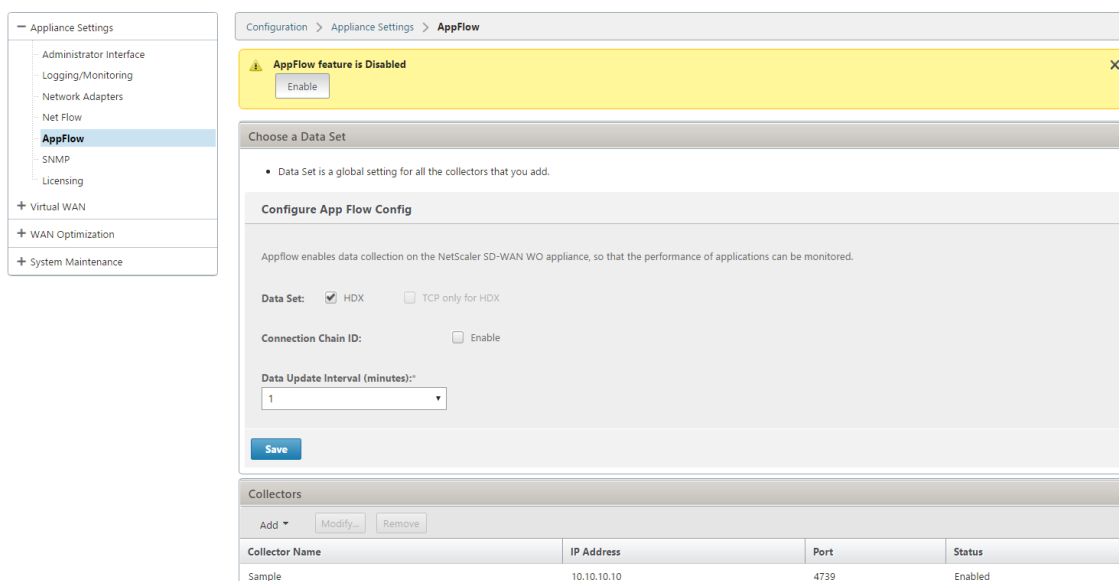 Appliance Settings
Administrator Interface
Logging/Monitoring
Network Adapters
Net Flow
AppFlow
SNMP
Licensing
Virtual WAN
WAN Optimization
System Maintenance
Configuration > Appliance Settings > AppFlow
AppFlow feature is Disabled
Enable
Choose a Data Set
• Data Set is a global setting for all the collectors that you add.
Configure App Flow Config
Appflow enables data collection on the NetScaler SD-WAN WO appliance, so that the performance of applications can be monitored.
Data Set: HDX TCP only for HDX
Connection Chain ID: Enable
Data Update Interval (minutes):*
1
Save
Collectors
Add Modify... Remove
Collector Name IP Address Port Status
Sample 10.10.10.10 4739 Enabled